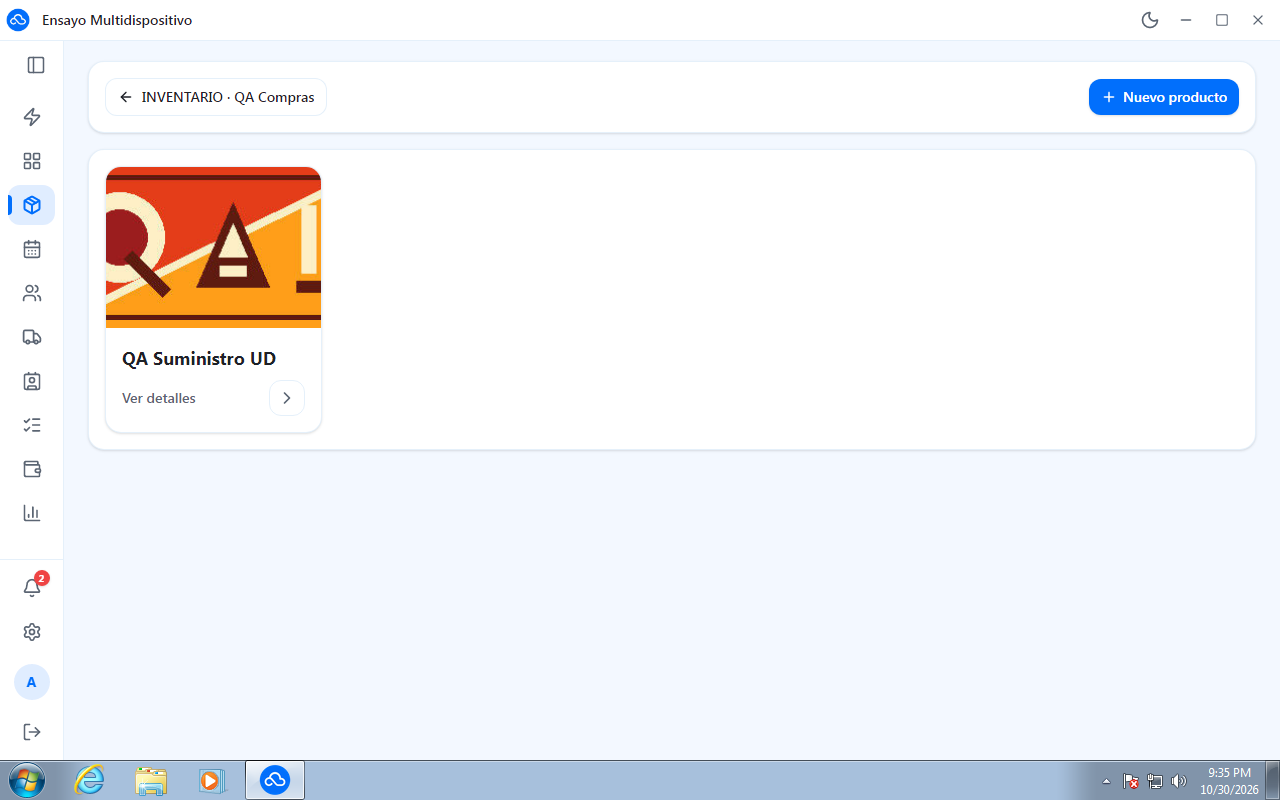 Ensayo Multidispositivo
INVENTARIO · QA Compras
+ Nuevo producto
QA
QA Suministro UD
Ver detalles
2
A
9:35 PM
10/30/2026